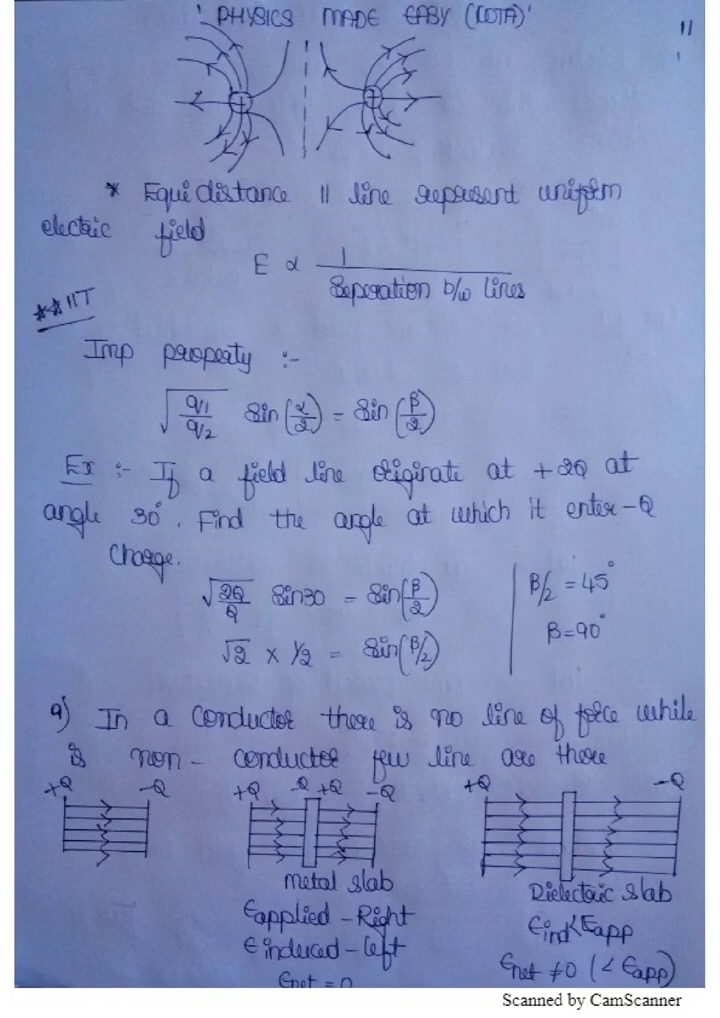 ' PHYSICS MADE EASY (KOTA)'
11
* Equidistance || line represent uniform
electric field
E ∝ 1 / Seperation b/w lines
**IIT
Imp property :-
√(q1/q2) Sin(α/2) = Sin(β/2)
Ex :- If a field line originate at +2Q at
angle 30°. Find the angle at which it enter -Q
Charge.
√(2Q/Q) Sin30 = Sin(β/2)
√2 x 1/2 = Sin(β/2)
β/2 = 45°
β=90°
9) In a Conductor there is no line of force while
is non - conductor few line are there
+Q -Q +Q -Q +Q -Q +Q -Q
Metal slab
Eapplied - Right
Einduced - left
Enet = 0
Dielectric slab
Eind<Eapp
Enet ≠0 (< Eapp)
Scanned by CamScanner